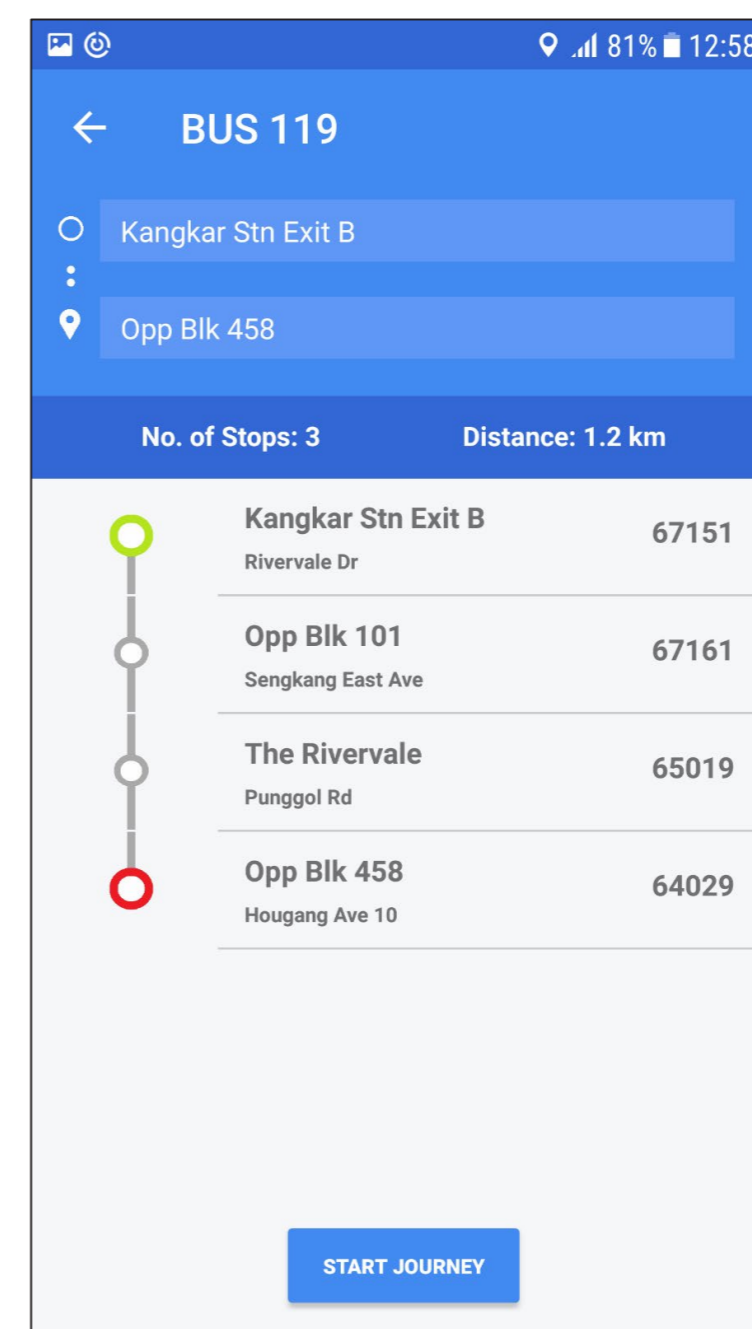 81% 12:58
BUS 119
Kangkar Stn Exit B
Opp Blk 458
No. of Stops: 3 Distance: 1.2 km
Kangkar Stn Exit B 67151
Rivervale Dr
Opp Blk 101 67161
Sengkang East Ave
The Rivervale 65019
Punggol Rd
Opp Blk 458 64029
Hougang Ave 10
START JOURNEY